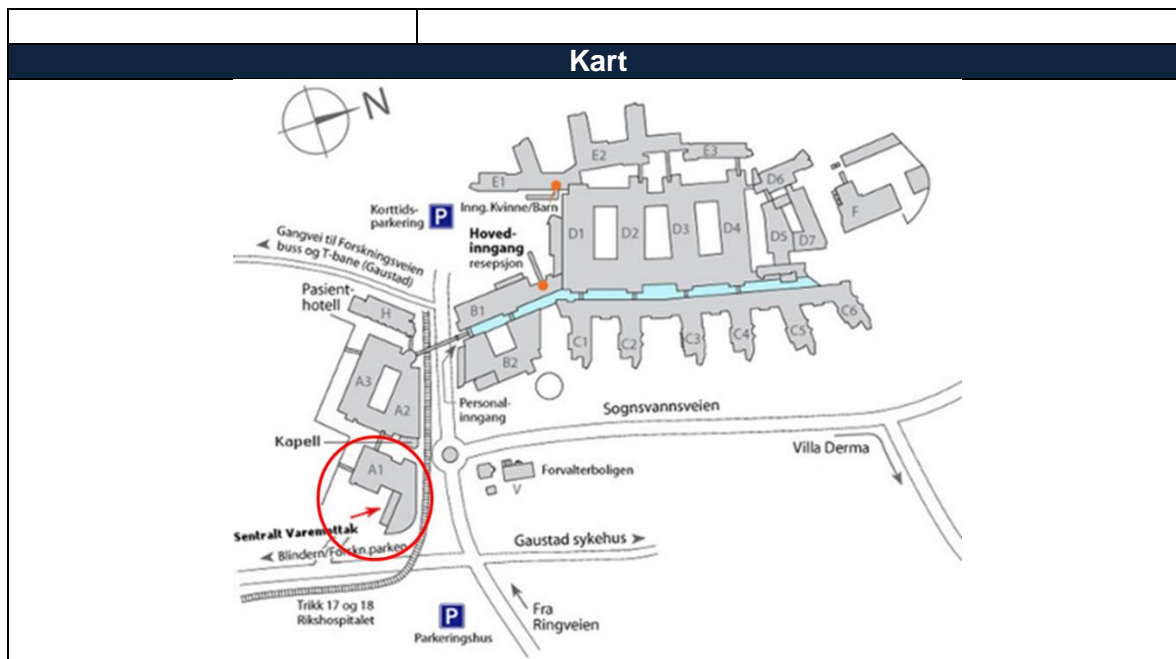 Kart
N
E2
E3
E1
D6
F
Korttids-
parkering
P
Inng. Kvinne/Barn
D1
D2
D3
D4
D5
D7
Hoved-
inngang
resepsjon
Gangvei til Forskningsveien
buss og T-bane (Gaustad)
Pasient-
hotell
H
B1
B2
C1
C2
C3
C4
C5
C6
A3
A2
Personal-
inngang
Sognsvannsveien
Kapell
Villa Derma
A1
Forvalterboligen
V
Sentralt Varemottak
Blindern/Forskn.parken
Gaustad sykehus
Trikk 17 og 18
Rikshospitalet
P
Parkeringshus
Fra
Ringveien